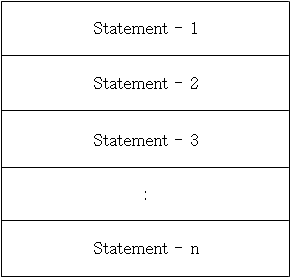 Statement - 1
Statement - 2
Statement - 3
:
Statement - n